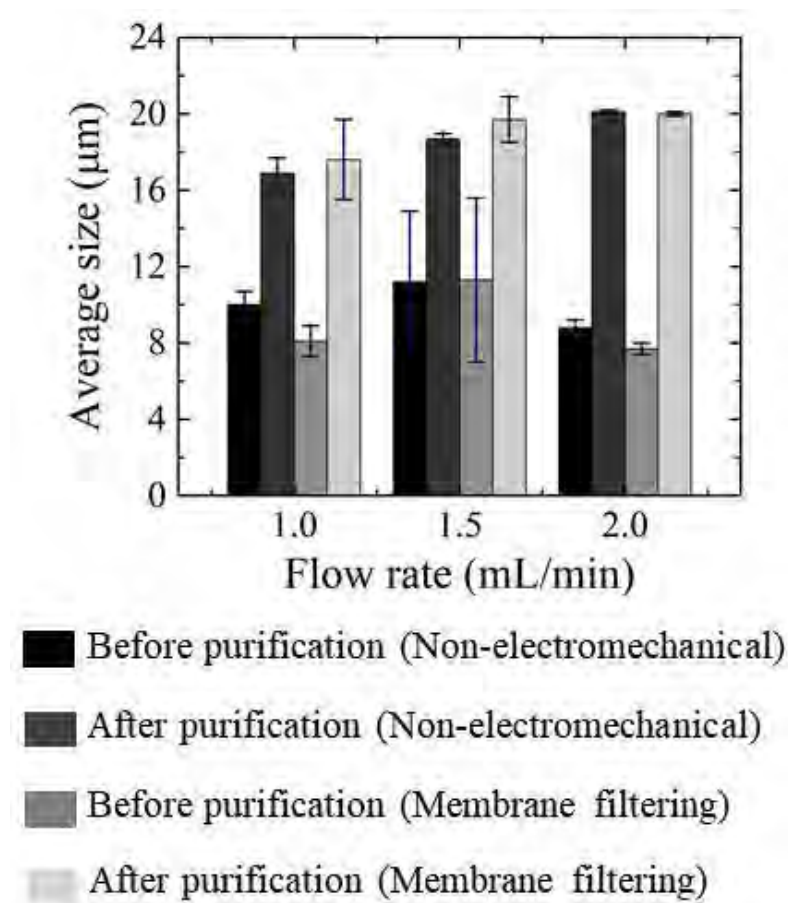 24
20
16
12
8
4
0
Average size (μm)
1.0 1.5 2.0
Flow rate (mL/min)
Before purification (Non-electromechanical)
After purification (Non-electromechanical)
Before purification (Membrane filtering)
After purification (Membrane filtering)